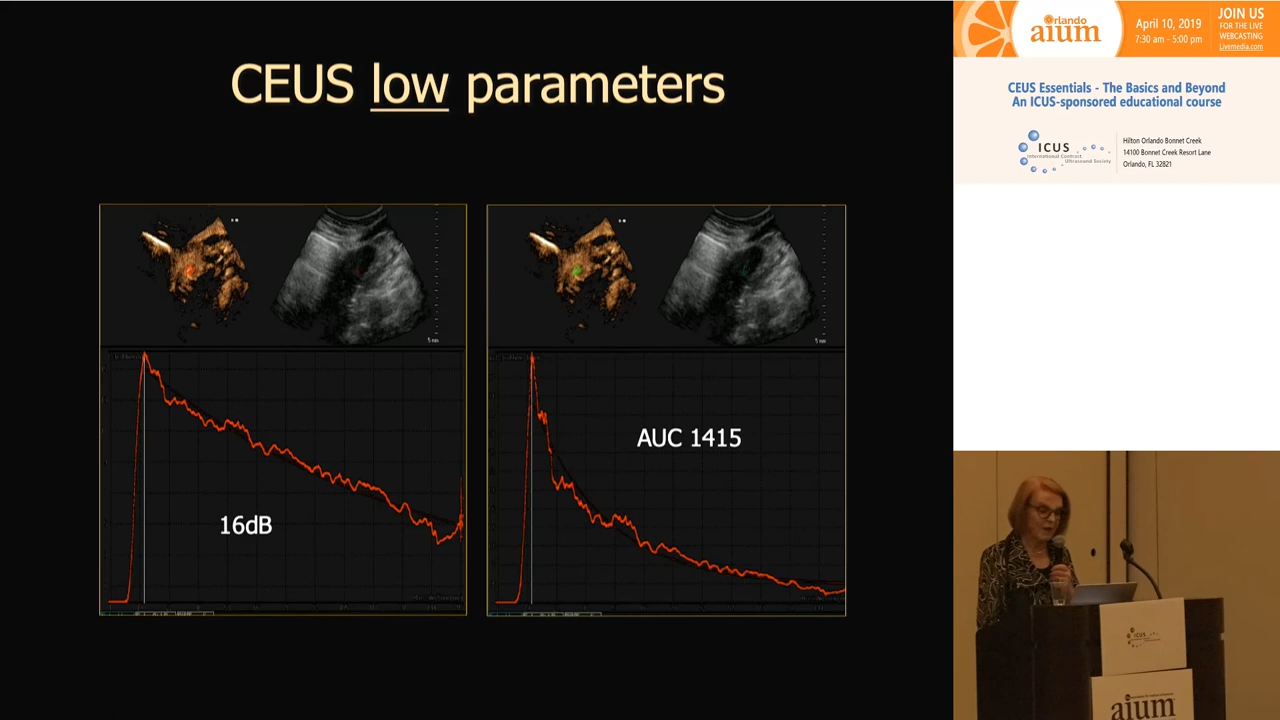 CEUS low parameters
16dB
AUC 1415
Orlando
aium
April 10, 2019
7:30 am - 5:00 pm
JOIN US
FOR THE LIVE
WEBCASTING
Livemedia.com
CEUS Essentials - The Basics and Beyond
An ICUS-sponsored educational course
ICUS
International Contrast
Ultrasound Society
Hilton Orlando Bonnet Creek
14100 Bonnet Creek Resort Lane
Orlando, FL 32821
ICUS
aium